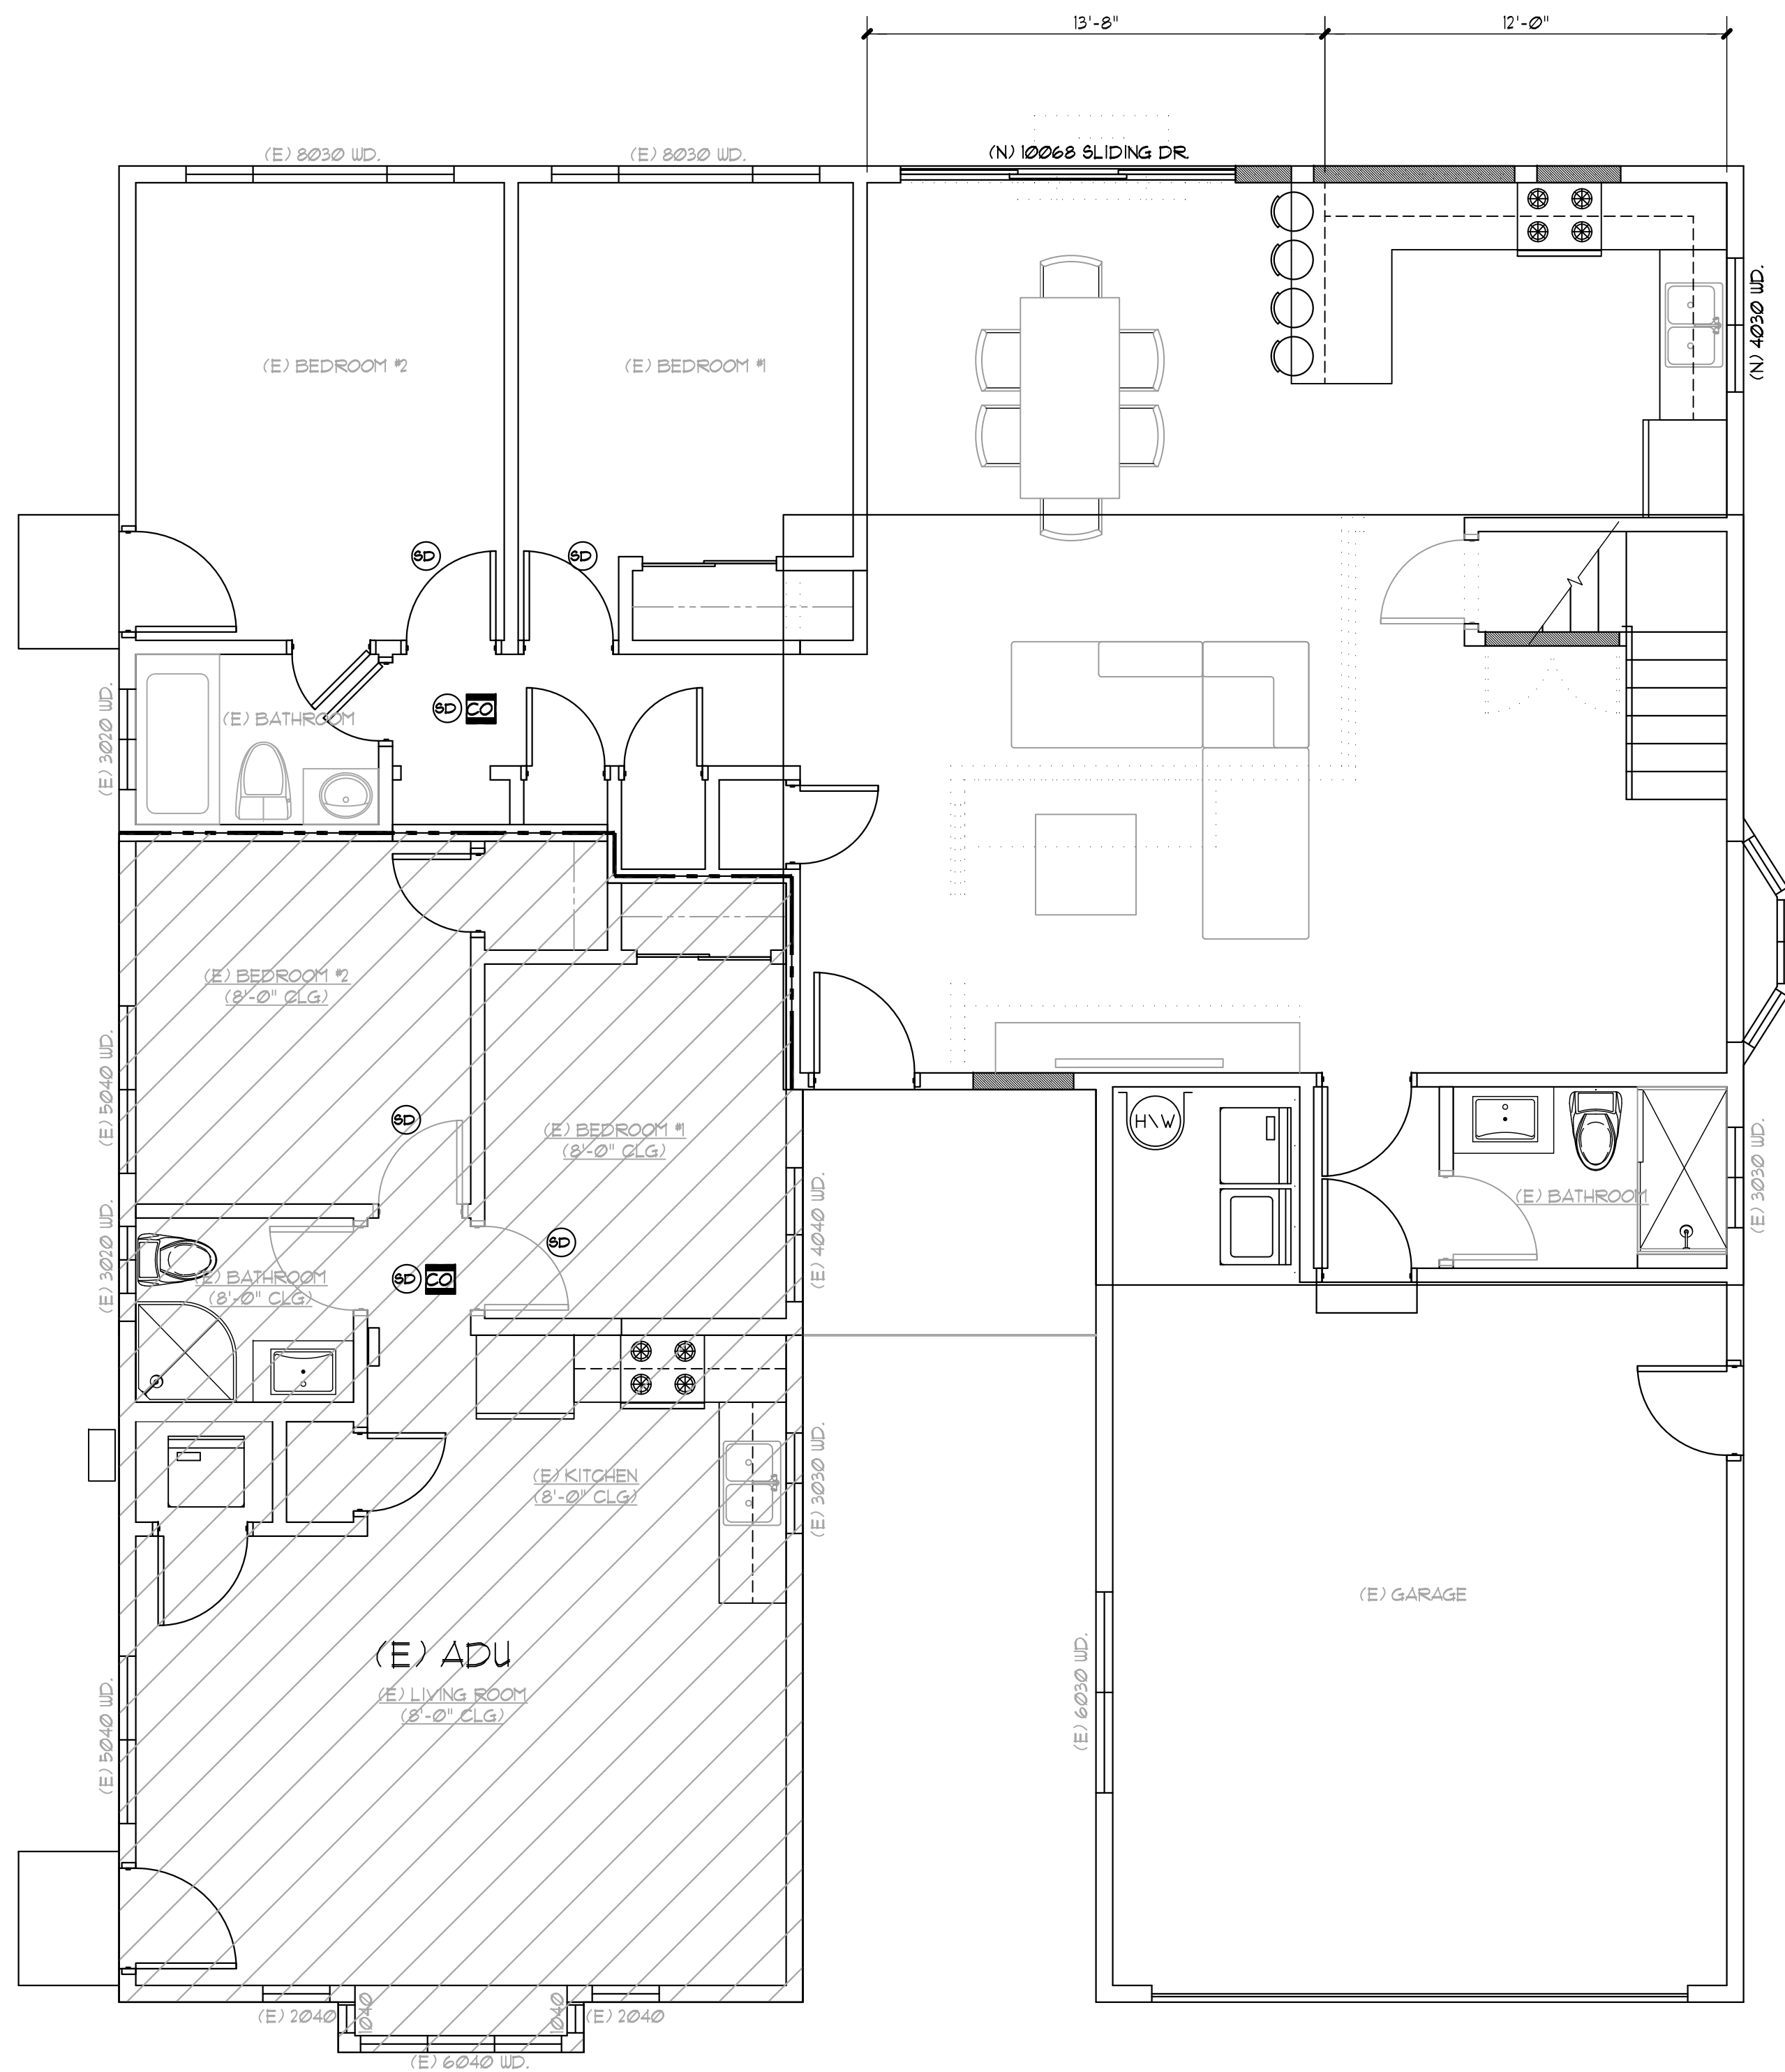 13'-8"
12'-0"
(E) 8030 WD.
(E) 8030 WD.
(N) 10068 SLIDING DR.
(N) 4030 WD.
(E) BEDROOM #2
(E) BEDROOM #1
SD
SD
(E) 3020 WD.
(E) BATHROOM
SD
CO
(E) BEDROOM #2
(8'-0" CLG)
(E) 5040 WD.
SD
(E) BEDROOM #1
(8'-0" CLG)
H\W
(E) BATHROOM
(E) 3030 WD.
(E) 4040 WD.
(E) 3020 WD.
SD
(E) BATHROOM
(8'-0" CLG)
SD
CO
(E) KITCHEN
(8'-0" CLG)
(E) 3030 WD.
(E) GARAGE
(E) 6030 WD.
(E) ADU
(E) LIVING ROOM
(8'-0" CLG)
(E) 5040 WD.
(E) 2040
1040
1040
(E) 2040
(E) 6040 WD.